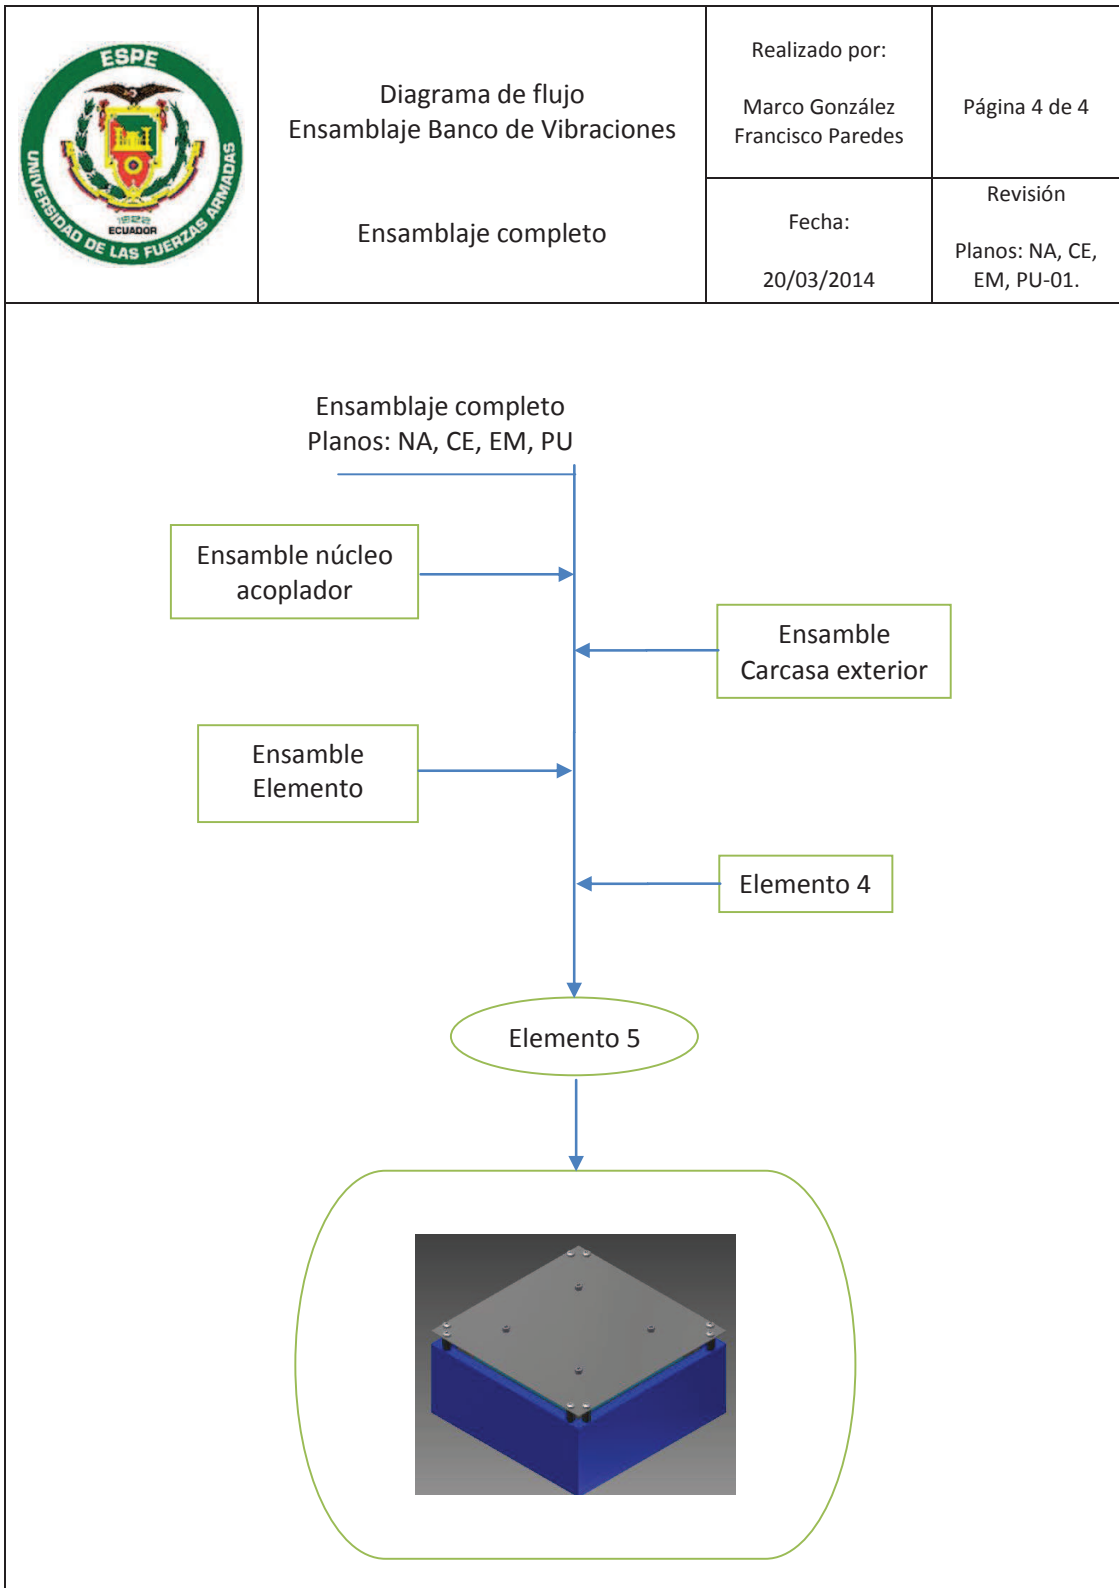 ESPE
UNIVERSIDAD DE LAS FUERZAS ARMADAS
1922
ECUADOR
Diagrama de flujo
Ensamblaje Banco de Vibraciones
Ensamblaje completo
Realizado por:
Marco González
Francisco Paredes
Página 4 de 4
Fecha:
20/03/2014
Revisión
Planos: NA, CE,
EM, PU-01.
Ensamblaje completo
Planos: NA, CE, EM, PU
Ensamble núcleo
acoplador
Ensamble
Carcasa exterior
Ensamble
Elemento
Elemento 4
Elemento 5